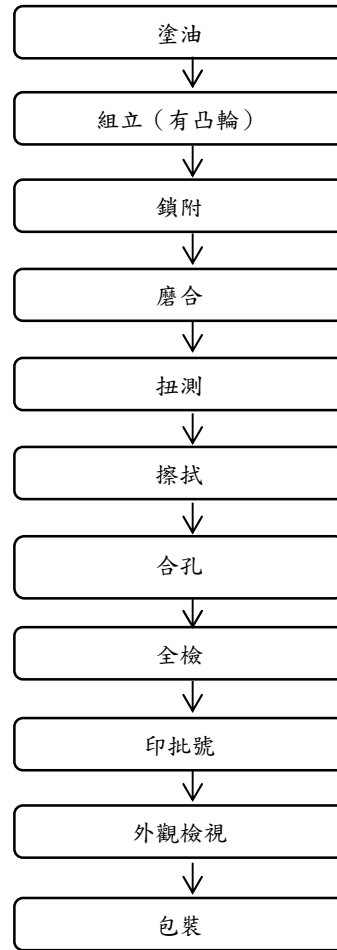 塗油
組立（有凸輪）
鎖附
磨合
扭測
擦拭
合孔
全檢
印批號
外觀檢視
包裝